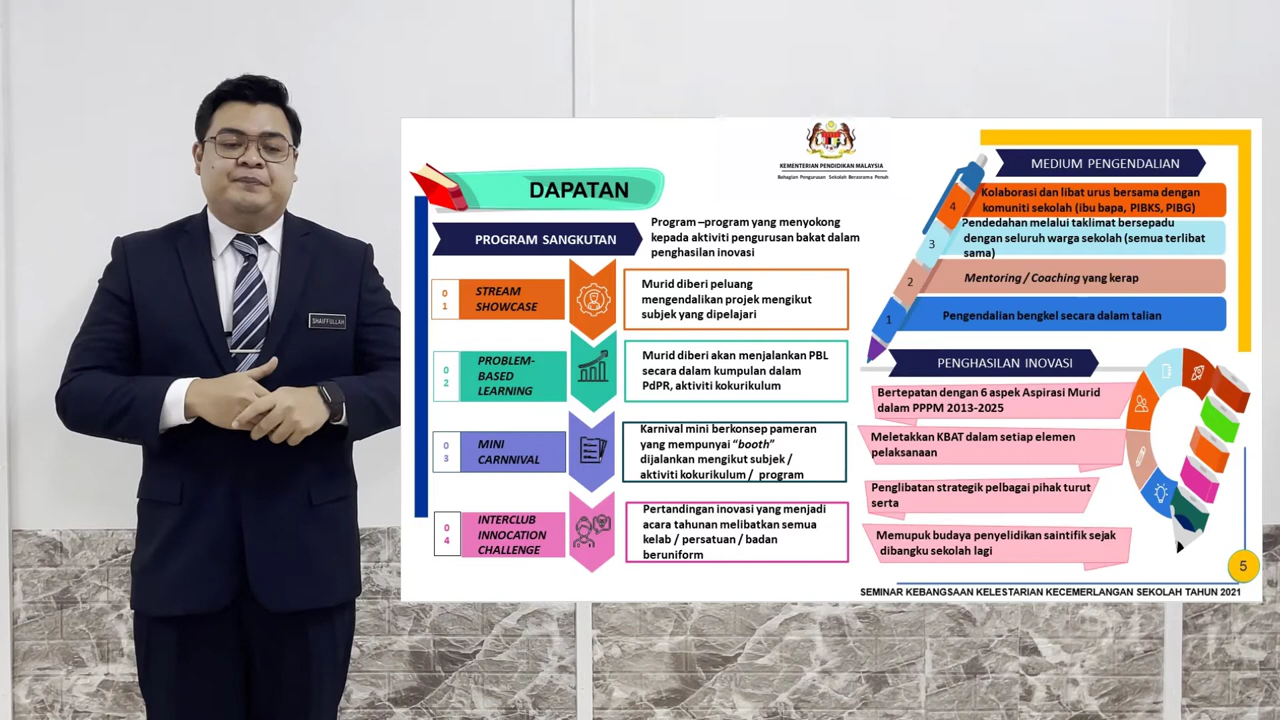 SHAIFFULLAH
KEMENTERIAN PENDIDIKAN MALAYSIA
Bahagian Pengurusan Sekolah Berasrama Penuh
DAPATAN
PROGRAM SANGKUTAN
Program –program yang menyokong
kepada aktiviti pengurusan bakat dalam
penghasilan inovasi
0
1
STREAM
SHOWCASE
Murid diberi peluang
mengendalikan projek mengikut
subjek yang dipelajari
0
2
PROBLEM-
BASED
LEARNING
Murid diberi akan menjalankan PBL
secara dalam kumpulan dalam
PdPR, aktiviti kokurikulum
0
3
MINI
CARNNIVAL
Karnival mini berkonsep pameran
yang mempunyai “booth”
dijalankan mengikut subjek /
aktiviti kokurikulum / program
0
4
INTERCLUB
INNOCATION
CHALLENGE
Pertandingan inovasi yang menjadi
acara tahunan melibatkan semua
kelab / persatuan / badan
beruniform
MEDIUM PENGENDALIAN
4
Kolaborasi dan libat urus bersama dengan
komuniti sekolah (ibu bapa, PIBKS, PIBG)
3
Pendedahan melalui taklimat bersepadu
dengan seluruh warga sekolah (semua terlibat
sama)
2
Mentoring / Coaching yang kerap
1
Pengendalian bengkel secara dalam talian
PENGHASILAN INOVASI
Bertepatan dengan 6 aspek Aspirasi Murid
dalam PPPM 2013-2025
Meletakkan KBAT dalam setiap elemen
pelaksanaan
Penglibatan strategik pelbagai pihak turut
serta
Memupuk budaya penyelidikan saintifik sejak
dibangku sekolah lagi
5
SEMINAR KEBANGSAAN KELESTARIAN KECEMERLANGAN SEKOLAH TAHUN 2021